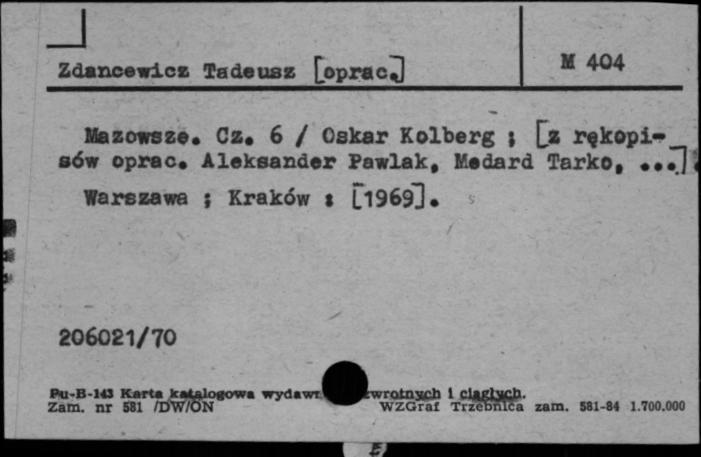 Zdancewicz Tadeusz [oprac.]
M 404
Mazowsze. Cz. 6 / Oskar Kolberg ; [z rękopi-
sów oprac. Aleksander Pawlak, Medard Tarko, ...].
Warszawa ; Kraków : [1969].
206021/70
Pu-B-143 Karta katalogowa wydawn zwrotnych i ciągłych.
Zam. nr 581 /DW/ÓN WZGraf Trzebnica zam. 581-84 1.700.000